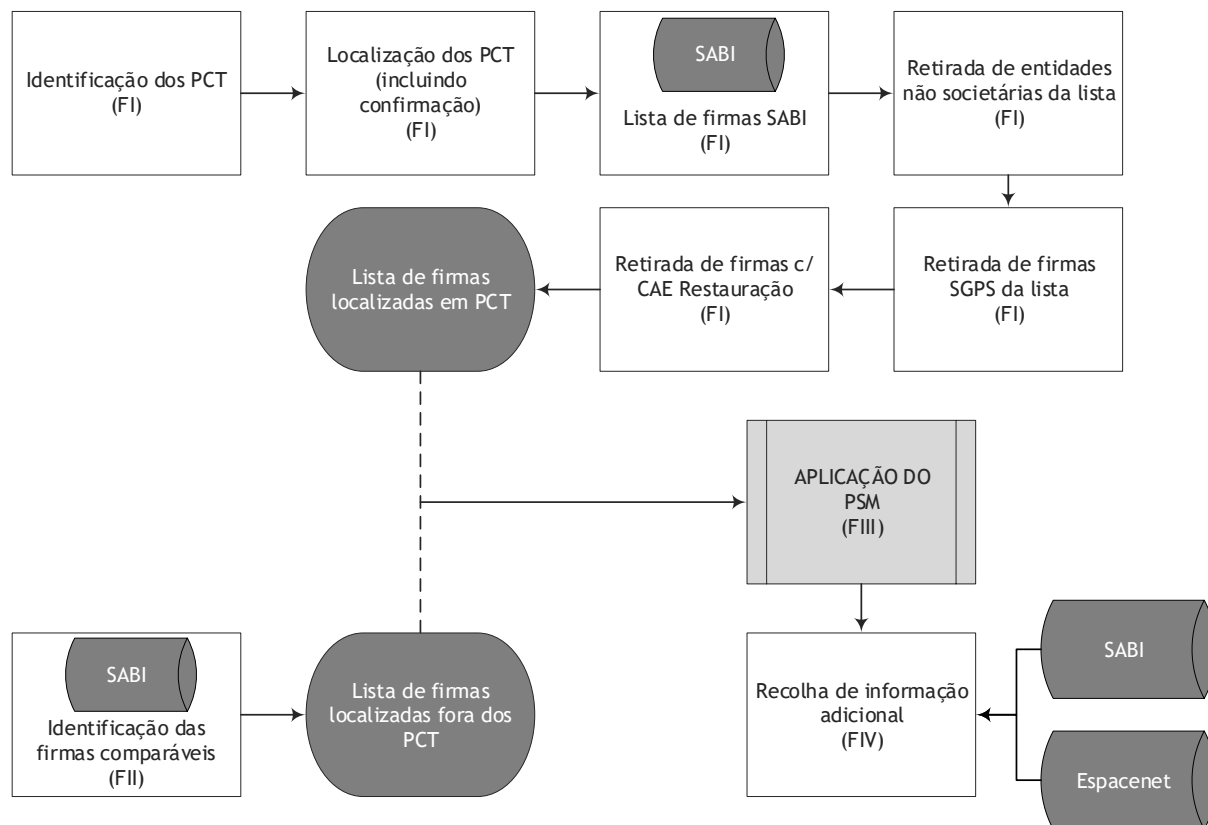 Identificação dos PCT
(FI)
Localização dos PCT
(incluindo
confirmação)
(FI)
SABI
Lista de firmas SABI
(FI)
Retirada de entidades
não societárias da lista
(FI)
Retirada de firmas
SGPS da lista
(FI)
Retirada de firmas c/
CAE Restauração
(FI)
Lista de firmas
localizadas em PCT
APLICAÇÃO DO
PSM
(FIII)
SABI
Identificação das
firmas comparáveis
(FII)
Lista de firmas
localizadas fora dos
PCT
Recolha de informação
adicional
(FIV)
SABI
Espacenet